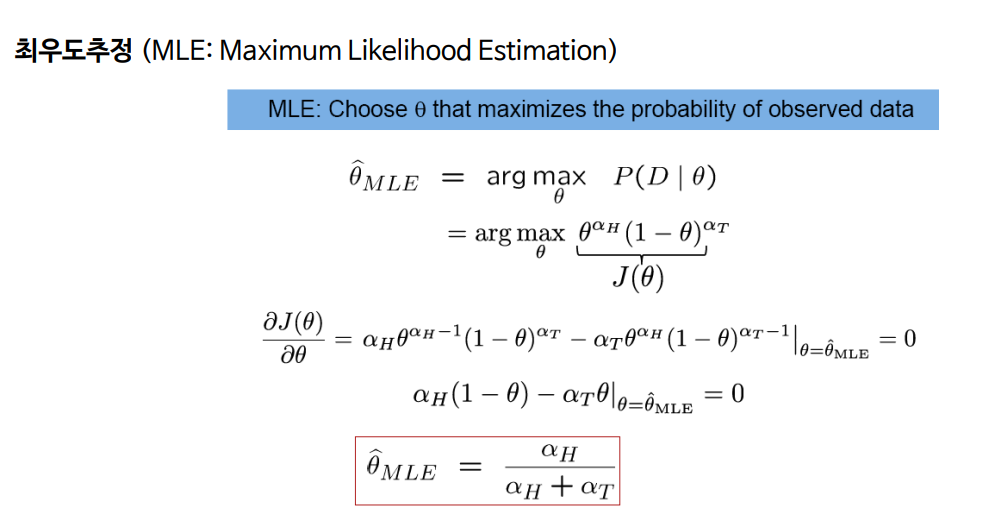 최우도추정 (MLE: Maximum Likelihood Estimation)
MLE: Choose θ that maximizes the probability of observed data
$\hat{\theta}_{MLE} = \arg\max_{\theta} P(D \mid \theta)$
$= \arg\max_{\theta} \underbrace{\theta^{\alpha_H}(1-\theta)^{\alpha_T}}_{J(\theta)}$
$\frac{\partial J(\theta)}{\partial \theta} = \alpha_H \theta^{\alpha_H - 1}(1-\theta)^{\alpha_T} - \alpha_T \theta^{\alpha_H}(1-\theta)^{\alpha_T - 1}\big|_{\theta=\hat{\theta}_{\mathrm{MLE}}} = 0$
$\alpha_H(1-\theta) - \alpha_T\theta\big|_{\theta=\hat{\theta}_{\mathrm{MLE}}} = 0$
$\hat{\theta}_{MLE} = \frac{\alpha_H}{\alpha_H + \alpha_T}$